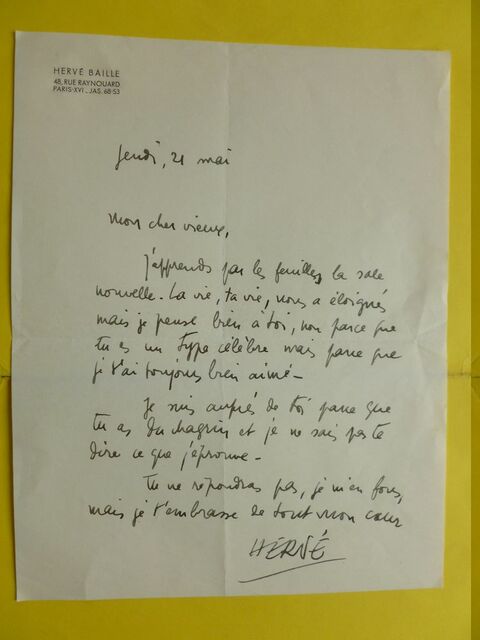 HERVÉ BAILLE
48, RUE RAYNOUARD
PARIS-XVI _ JAS. 68-53
Jeudi, 21 mai
Mon cher vieux,
J'apprends par les feuilles la sale
nouvelle. La vie, ta vie, nous a éloignés
mais je pense bien à toi, non parce que
tu es un type célèbre mais parce que
je t'ai toujours bien aimé -
Je suis auprès de toi parce que
tu as du chagrin et je ne sais pas te
dire ce que j'éprouve -
Tu ne répondras pas, je m'en fous,
mais je t'embrasse de tout mon cœur
HERVÉ